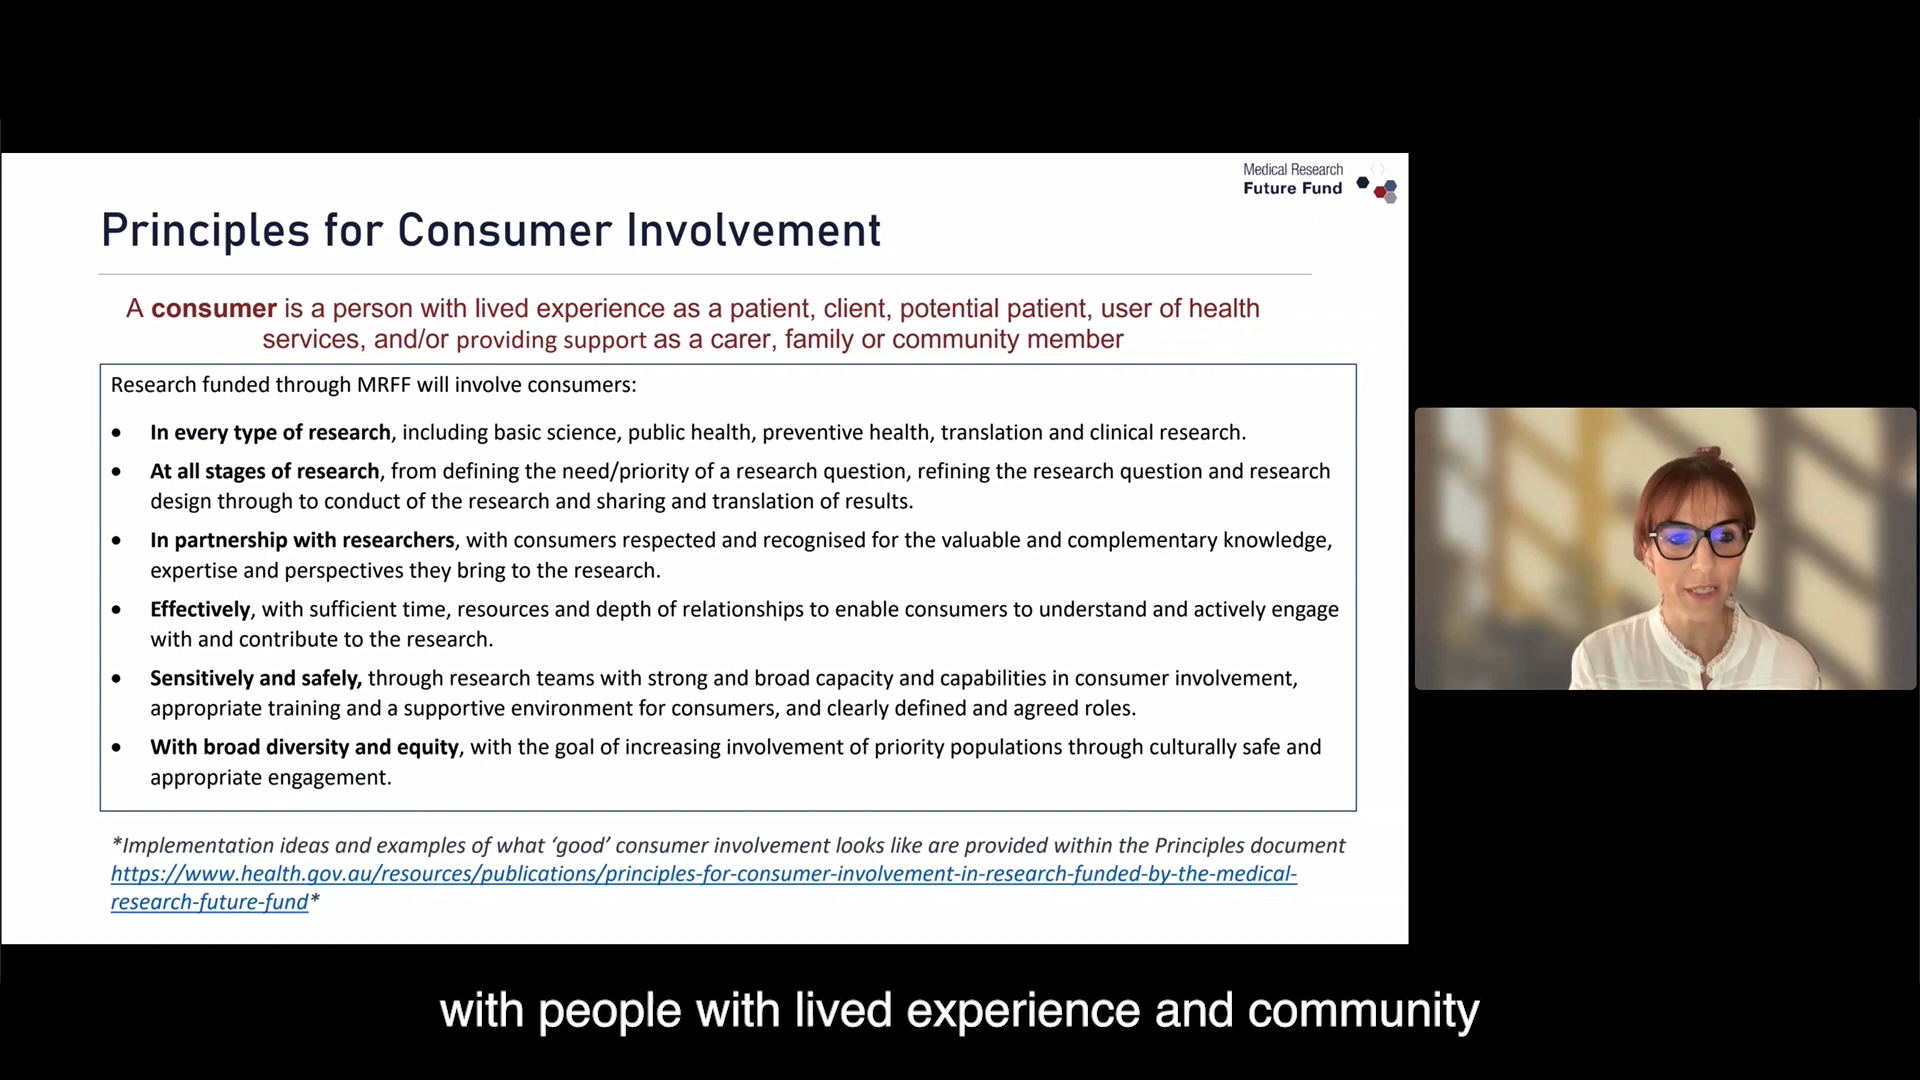 Medical Research
Future Fund
Principles for Consumer Involvement
A consumer is a person with lived experience as a patient, client, potential patient, user of health
services, and/or providing support as a carer, family or community member
Research funded through MRFF will involve consumers:
• In every type of research, including basic science, public health, preventive health, translation and clinical research.
• At all stages of research, from defining the need/priority of a research question, refining the research question and research
design through to conduct of the research and sharing and translation of results.
• In partnership with researchers, with consumers respected and recognised for the valuable and complementary knowledge,
expertise and perspectives they bring to the research.
• Effectively, with sufficient time, resources and depth of relationships to enable consumers to understand and actively engage
with and contribute to the research.
• Sensitively and safely, through research teams with strong and broad capacity and capabilities in consumer involvement,
appropriate training and a supportive environment for consumers, and clearly defined and agreed roles.
• With broad diversity and equity, with the goal of increasing involvement of priority populations through culturally safe and
appropriate engagement.
*Implementation ideas and examples of what ‘good’ consumer involvement looks like are provided within the Principles document
https://www.health.gov.au/resources/publications/principles-for-consumer-involvement-in-research-funded-by-the-medical-
research-future-fund*
with people with lived experience and community